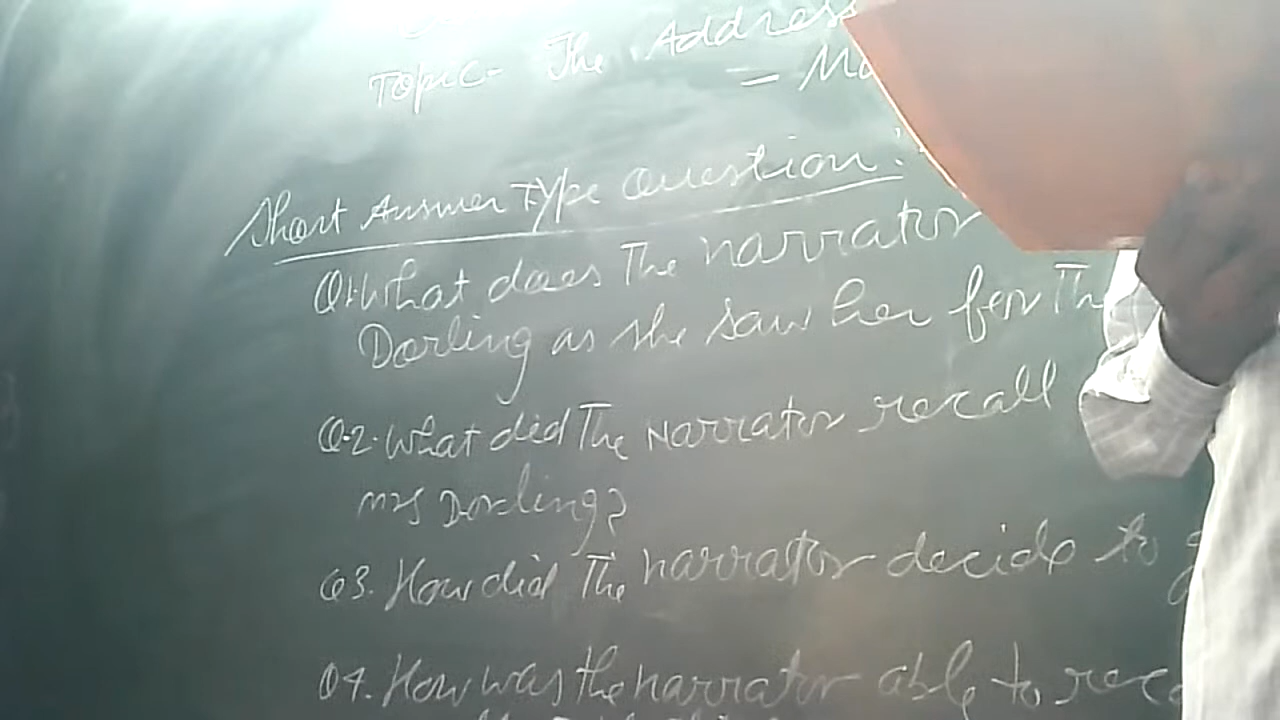 Topic- The Address
- Ma
Short Answer Type Question:
Q1. What does the narrator
Dorling as she saw her for The
Q.2. What did The Narrator recall
mrs Dorling?
Q3. How did The narrator decide to
Q4. How was the narrator able to